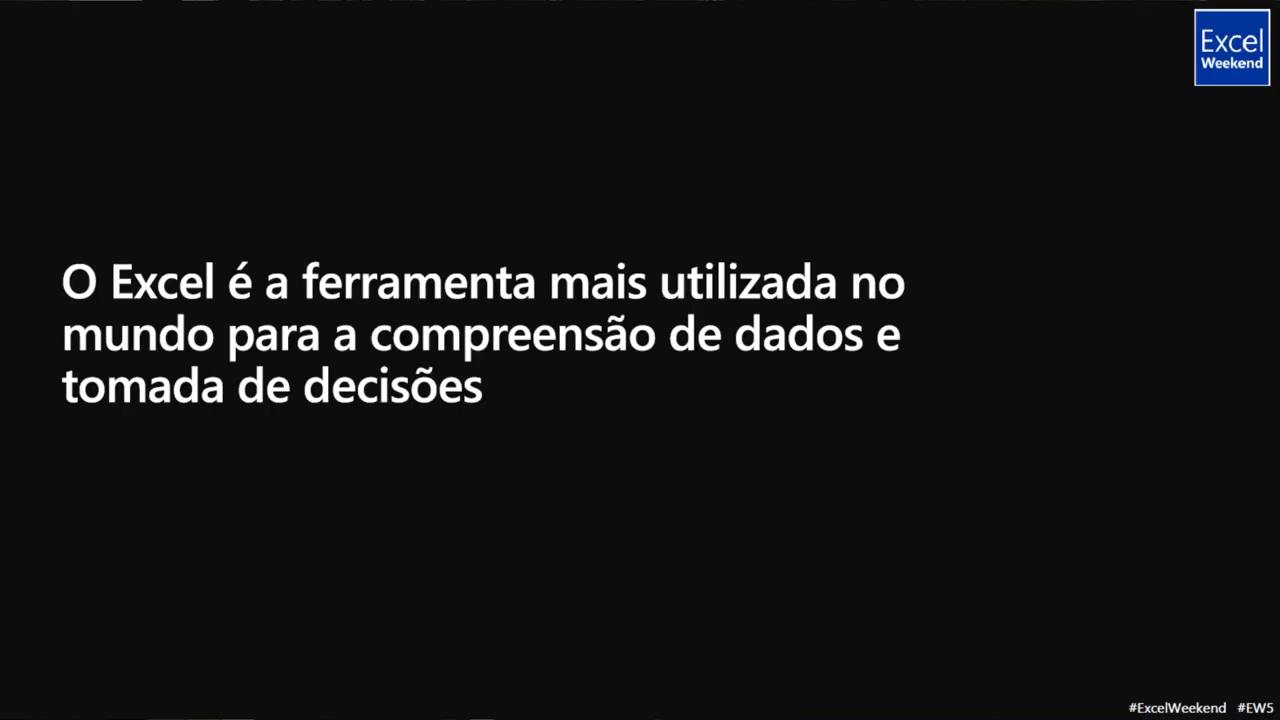 Excel
Weekend
O Excel é a ferramenta mais utilizada no
mundo para a compreensão de dados e
tomada de decisões
#ExcelWeekend #EW5